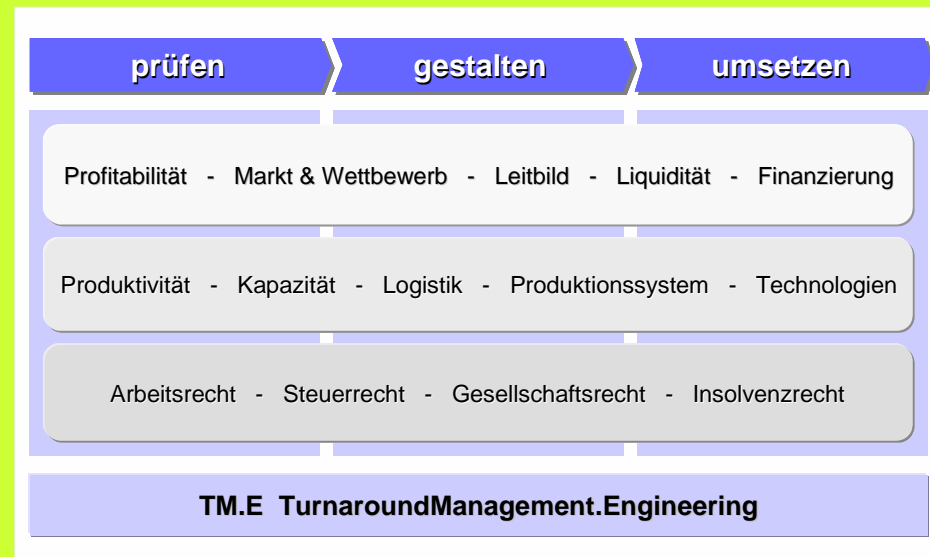 prüfen gestalten umsetzen
Profitabilität - Markt & Wettbewerb - Leitbild - Liquidität - Finanzierung
Produktivität - Kapazität - Logistik - Produktionssystem - Technologien
Arbeitsrecht - Steuerrecht - Gesellschaftsrecht - Insolvenzrecht
TM.E TurnaroundManagement.Engineering